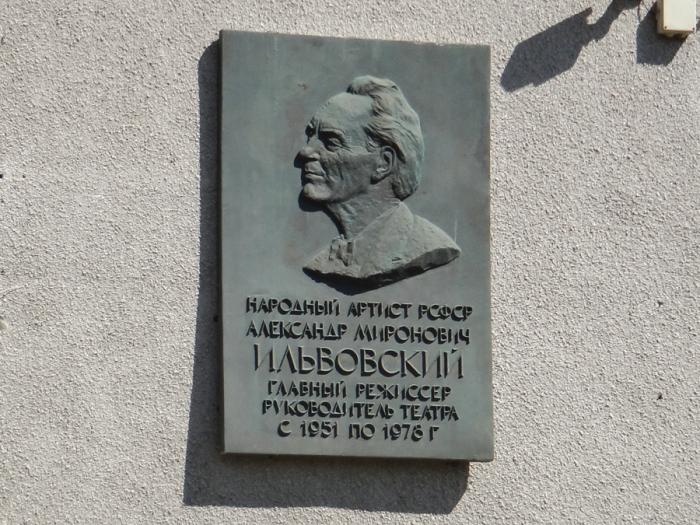 НАРОДНЫЙ АРТИСТ РСФСР
АЛЕКСАНДР МИРОНОВИЧ
ИЛЬВОВСКИЙ
ГЛАВНЫЙ РЕЖИССЕР
РУКОВОДИТЕЛЬ ТЕАТРА
С 1951 ПО 1976 Г